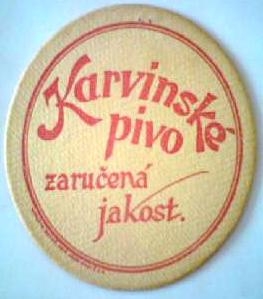 Karvinské
pivo
zaručená
jakost.